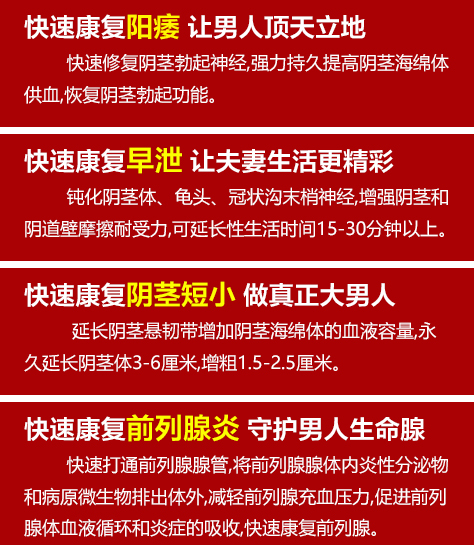 快速康复阳痿 让男人顶天立地
快速修复阴茎勃起神经,强力持久提高阴茎海绵体
供血,恢复阴茎勃起功能。
快速康复早泄 让夫妻生活更精彩
钝化阴茎体、龟头、冠状沟末梢神经,增强阴茎和
阴道壁摩擦耐受力,可延长性生活时间15-30分钟以上。
快速康复阴茎短小 做真正大男人
延长阴茎悬韧带增加阴茎海绵体的血液容量,永
久延长阴茎体3-6厘米,增粗1.5-2.5厘米。
快速康复前列腺炎 守护男人生命腺
快速打通前列腺腺管,将前列腺腺体内炎性分泌物
和病原微生物排出体外,减轻前列腺充血压力,促进前列
腺体血液循环和炎症的吸收,快速康复前列腺。